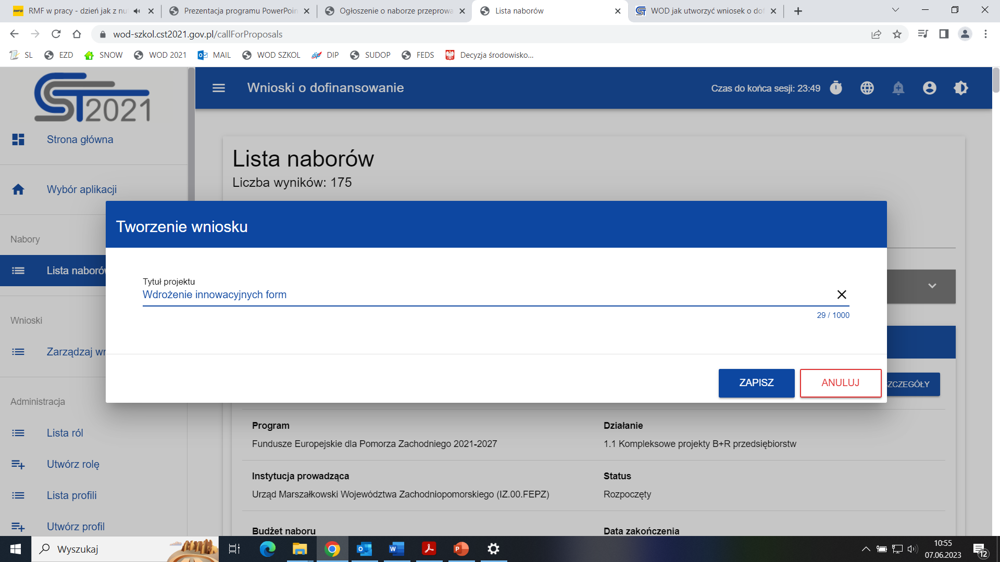 RMF w pracy - dzień jak z nu
Prezentacja programu PowerPoin
Ogłoszenie o naborze przeprowa
Lista naborów
WOD jak utworzyć wniosek o dof
wod-szkol.cst2021.gov.pl/callForProposals
SL
EZD
SNOW
WOD 2021
MAIL
WOD SZKOL
DIP
SUDOP
FEDS
Decyzja środowisko...
CST2021
Wnioski o dofinansowanie
Czas do końca sesji: 23:49
Strona główna
Wybór aplikacji
Nabory
Lista naborów
Wnioski
Zarządzaj wn
Administracja
Lista ról
Utwórz rolę
Lista profili
Utwórz profil
Lista naborów
Liczba wyników: 175
Tworzenie wniosku
Tytuł projektu
Wdrożenie innowacyjnych form
29 / 1000
ZAPISZ
ANULUJ
ZCZEGÓŁY
Program
Działanie
Fundusze Europejskie dla Pomorza Zachodniego 2021-2027
1.1 Kompleksowe projekty B+R przedsiębiorstw
Instytucja prowadząca
Status
Urząd Marszałkowski Województwa Zachodniopomorskiego (IZ.00.FEPZ)
Rozpoczęty
Budżet naboru
Data zakończenia
Wyszukaj
10:55
07.06.2023
12